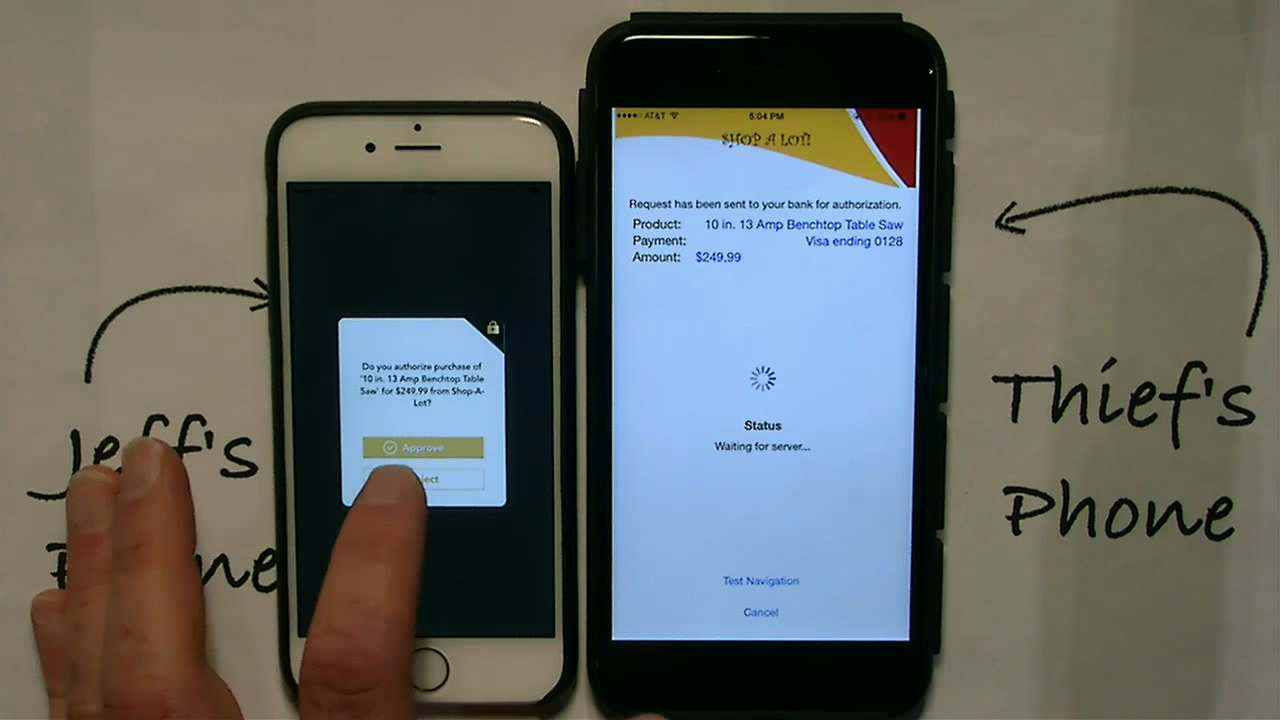 Jeff's
Do you authorize purchase of
'10 in. 13 Amp Benchtop Table
Saw' for $249.99 from Shop-A-
Lot?
Approve
AT&T
5:04 PM
SHOP A LOT!
Request has been sent to your bank for authorization.
Product: 10 in. 13 Amp Benchtop Table Saw
Payment: Visa ending 0128
Amount: $249.99
Status
Waiting for server...
Test Navigation
Cancel
Thief's
Phone